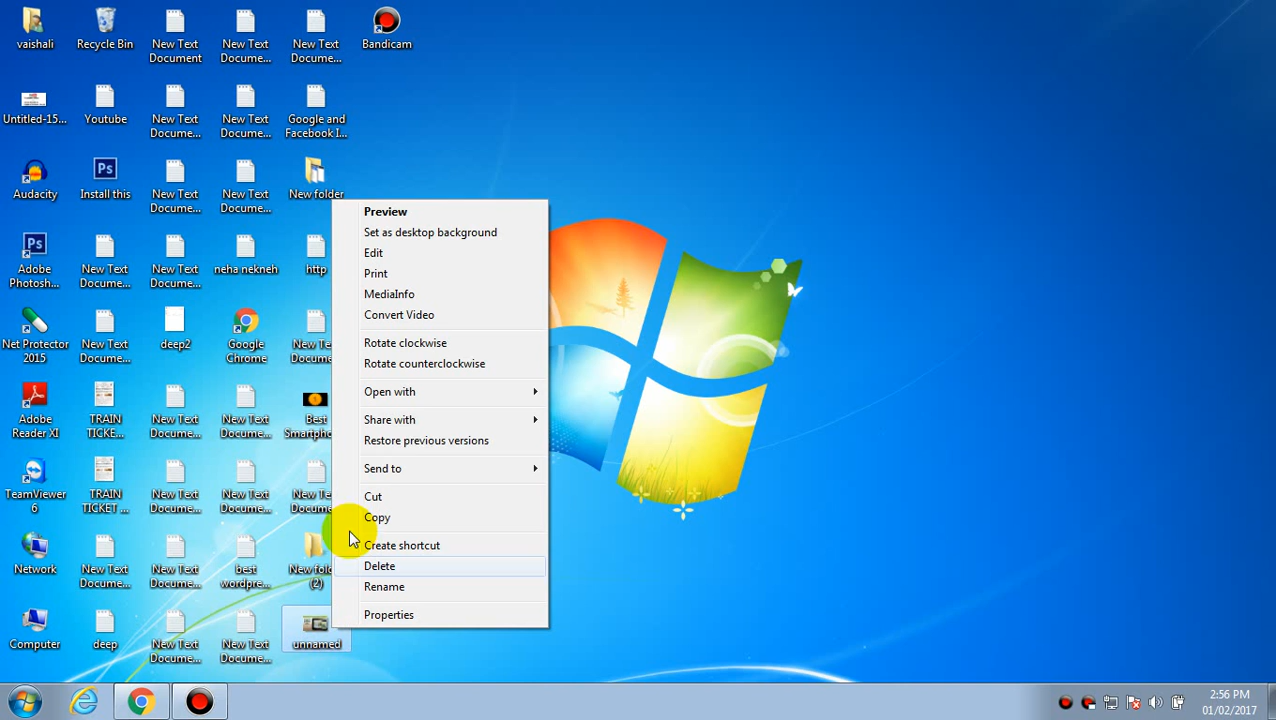 vaishali
Recycle Bin
New Text
Document
New Text
Docume...
New Text
Docume...
Bandicam
Untitled-15...
Youtube
New Text
Docume...
New Text
Docume...
Google and
Facebook I...
Audacity
Install this
New Text
Docume...
New Text
Docume...
New folder
Adobe
Photosh...
New Text
Docume...
New Text
Docume...
neha nekneh
http
Net Protector
2015
New Text
Docume...
deep2
Google
Chrome
New Te
Docume
Adobe
Reader XI
TRAIN
TICKE...
New Text
Docume...
New Text
Docume...
Best
Smartpho
TeamViewer
6
TRAIN
TICKET ...
New Text
Docume...
New Text
Docume...
New Te
Docume
Network
New Text
Docume...
New Text
Docume...
best
wordpre...
New fold
(2)
Computer
deep
New Text
Docume...
New Text
Docume...
unnamed
Preview
Set as desktop background
Edit
Print
MediaInfo
Convert Video
Rotate clockwise
Rotate counterclockwise
Open with
Share with
Restore previous versions
Send to
Cut
Copy
Create shortcut
Delete
Rename
Properties
2:56 PM
01/02/2017